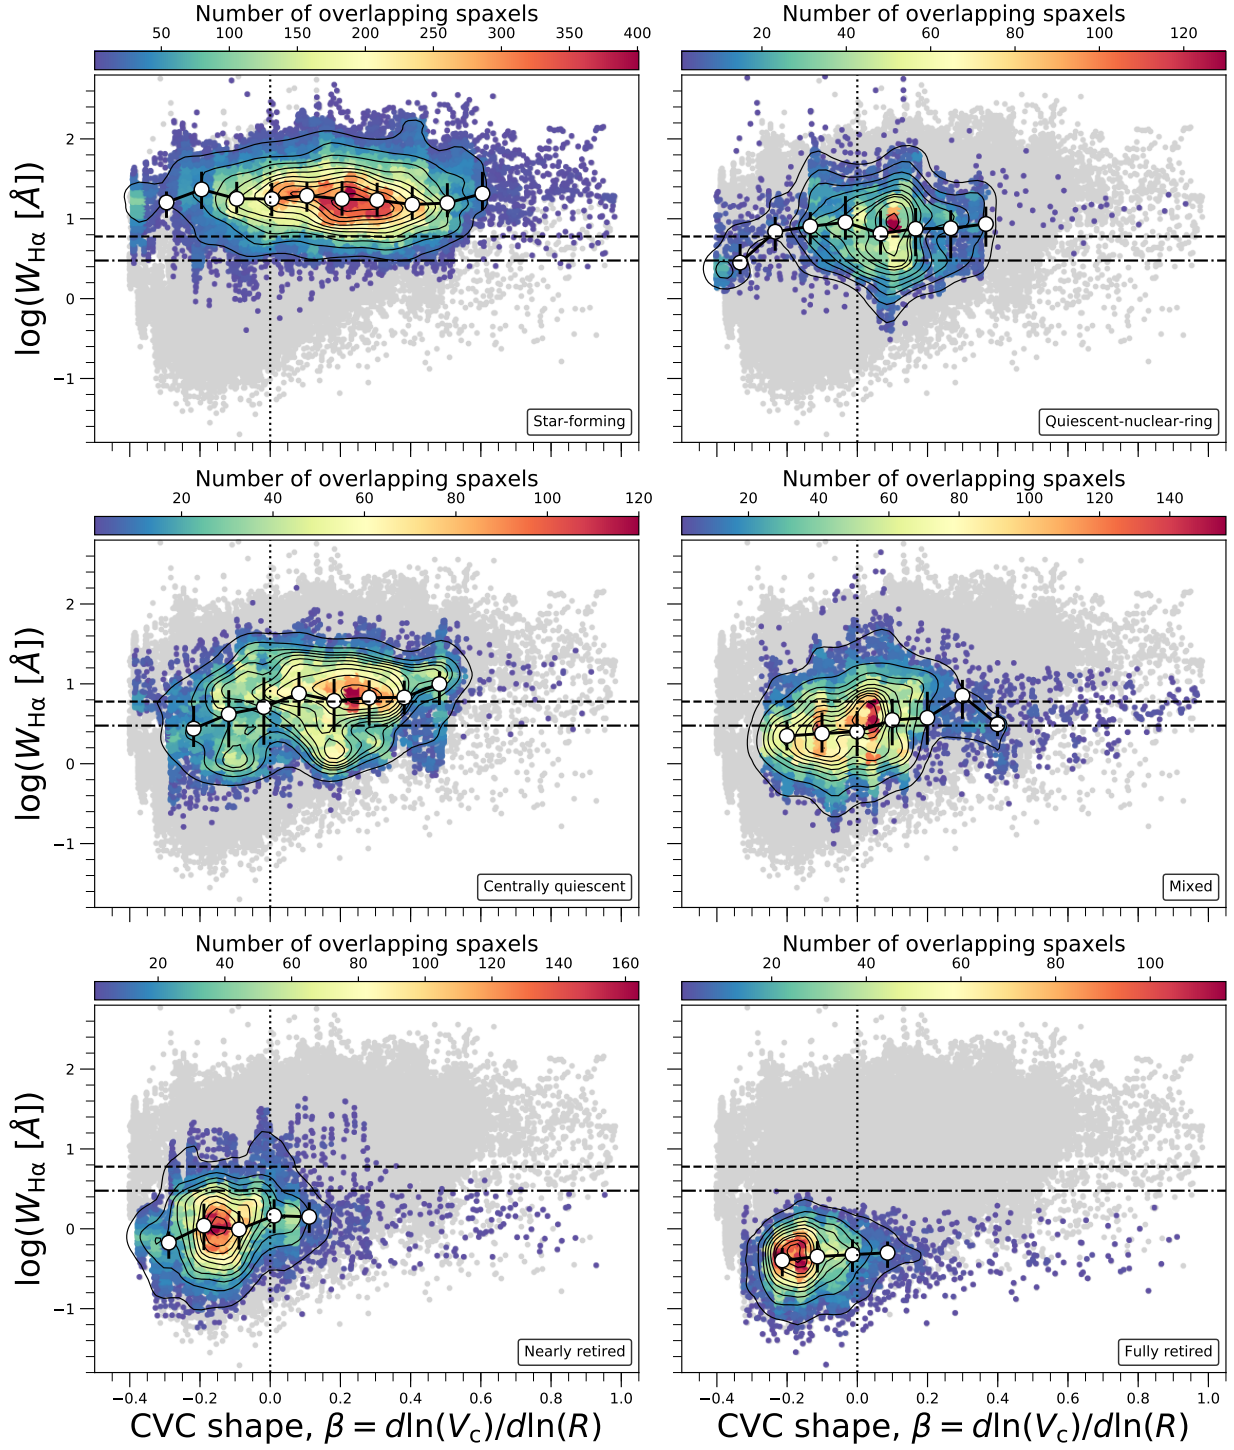 Number of overlapping spaxels
50 100 150 200 250 300 350 400
Number of overlapping spaxels
20 40 60 80 100 120
log(W_Hα [Å])
2
1
0
−1
Star-forming
Quiescent-nuclear-ring
Number of overlapping spaxels
20 40 60 80 100 120
Number of overlapping spaxels
20 40 60 80 100 120 140
log(W_Hα [Å])
2
1
0
−1
Centrally quiescent
Mixed
Number of overlapping spaxels
20 40 60 80 100 120 140 160
Number of overlapping spaxels
20 40 60 80 100
log(W_Hα [Å])
2
1
0
−1
Nearly retired
Fully retired
−0.4 −0.2 0.0 0.2 0.4 0.6 0.8 1.0
−0.4 −0.2 0.0 0.2 0.4 0.6 0.8 1.0
CVC shape, β = dln(V_c)/dln(R)
CVC shape, β = dln(V_c)/dln(R)